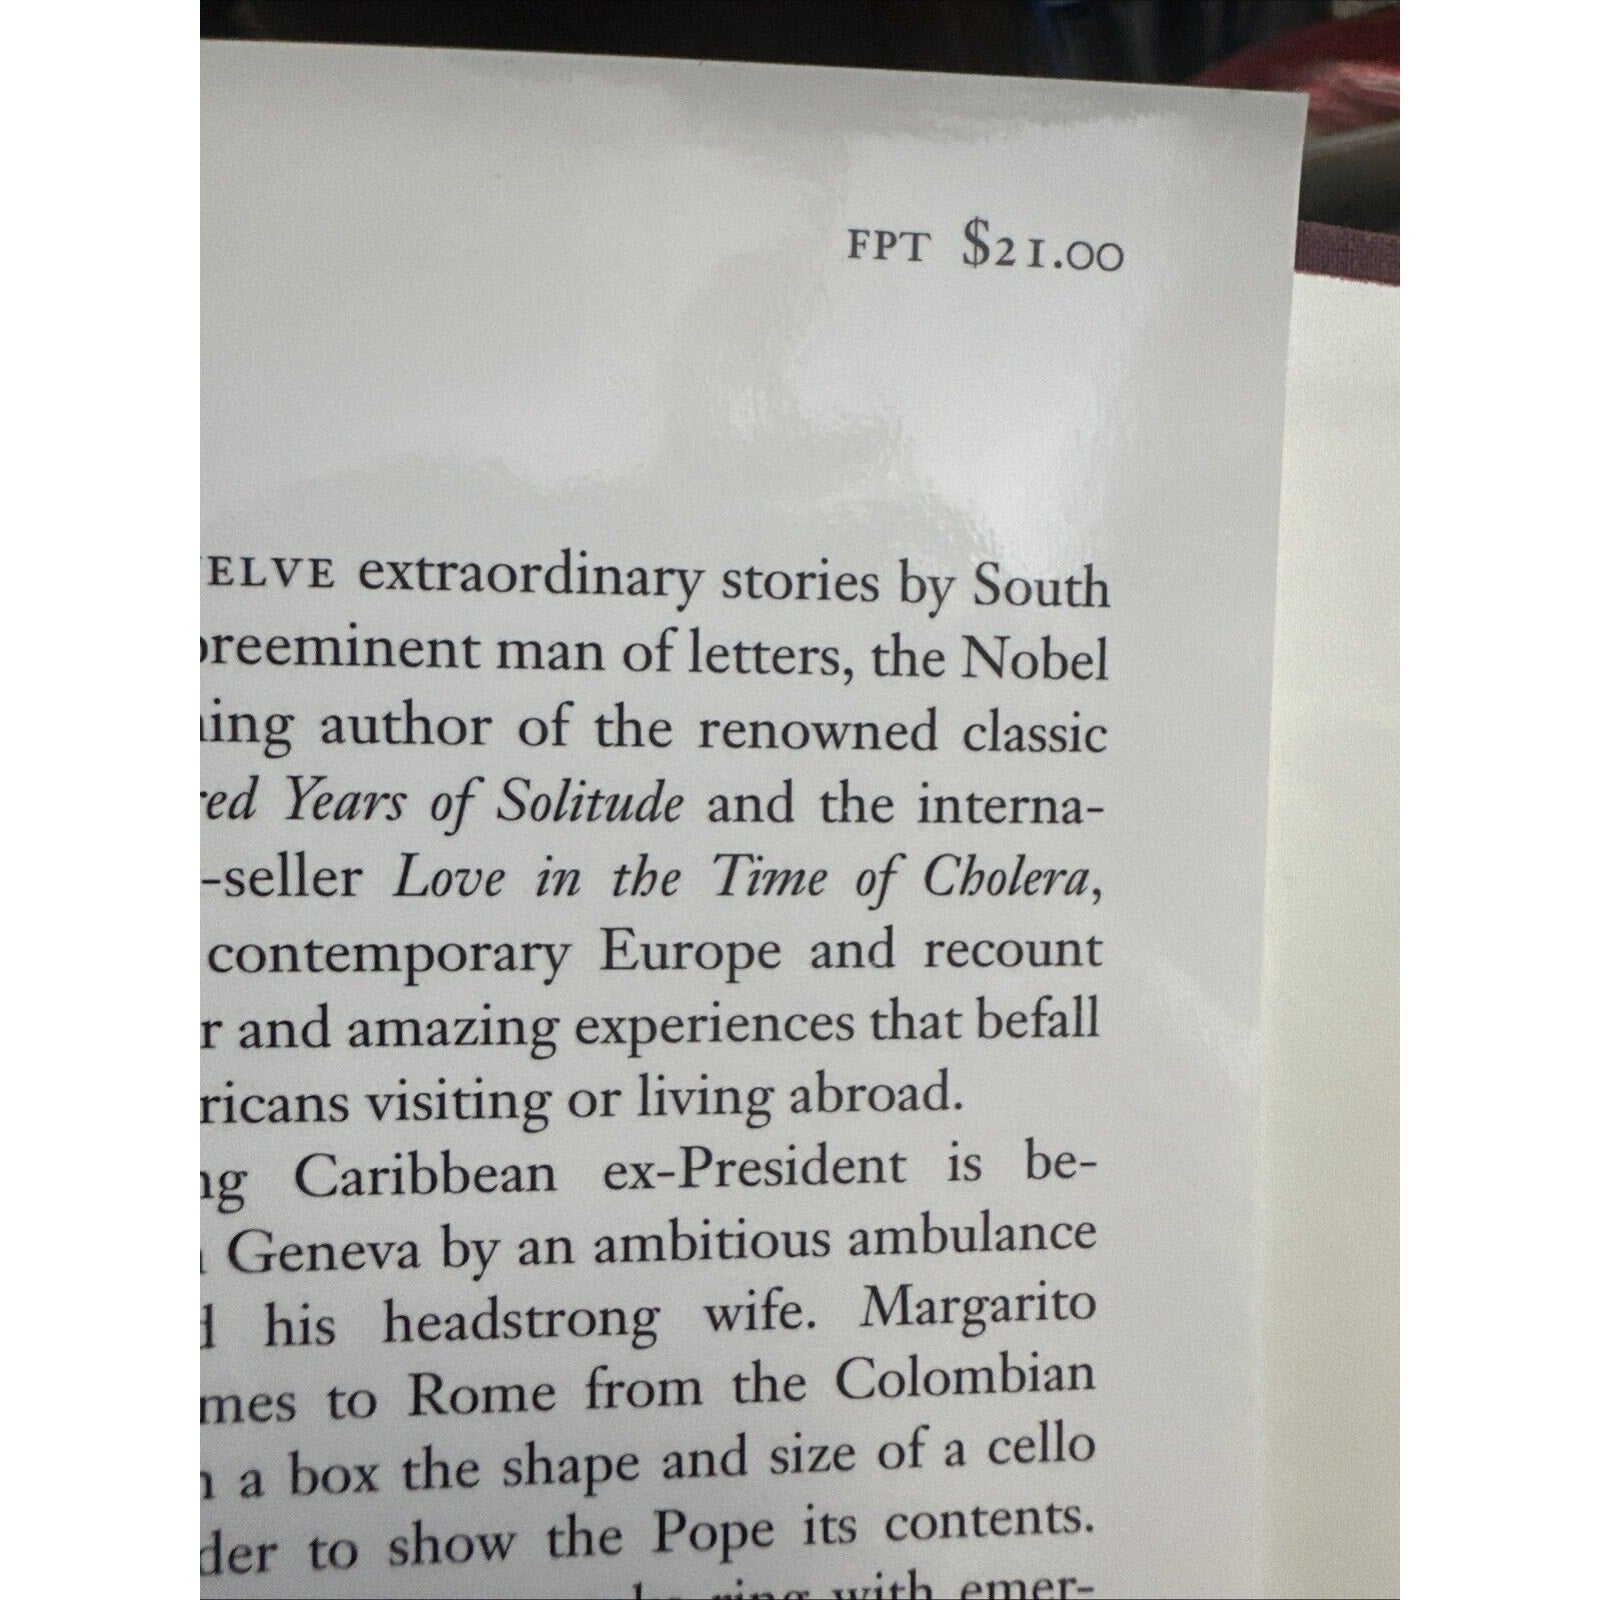 FPT $21.00
ELVE extraordinary stories by South
preeminent man of letters, the Nobel
ing author of the renowned classic
red Years of Solitude and the interna-
-seller Love in the Time of Cholera,
contemporary Europe and recount
r and amazing experiences that befall
ricans visiting or living abroad.
ng Caribbean ex-President is be-
Geneva by an ambitious ambulance
d his headstrong wife. Margarito
mes to Rome from the Colombian
n a box the shape and size of a cello
der to show the Pope its contents.
ring with emer-